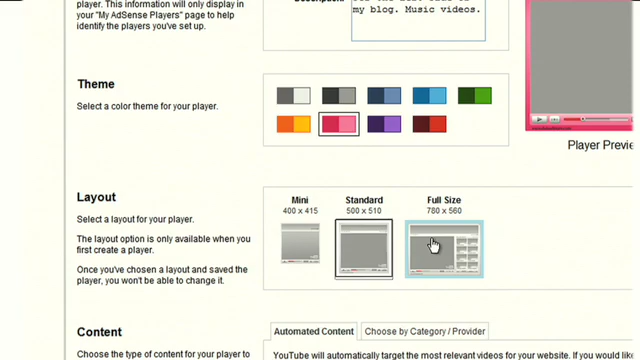 player. This information will only display in
your "My AdSense Players" page to help
identify the players you've set up.
my blog. Music videos.
Theme
Select a color theme for your player.
Player Previe
Layout
Select a layout for your player.
The layout option is only available when you
first create a player.
Once you've chosen a layout and saved the
player, you won't be able to change it.
Mini
400 x 415
Standard
500 x 510
Full Size
780 x 560
Content
Choose the type of content for your player to
Automated Content
Choose by Category / Provider
YouTube will automatically target the most relevant videos for your website. If you would like